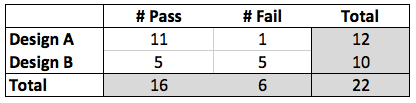 # Pass # Fail Total
Design A 11 1 12
Design B 5 5 10
Total 16 6 22